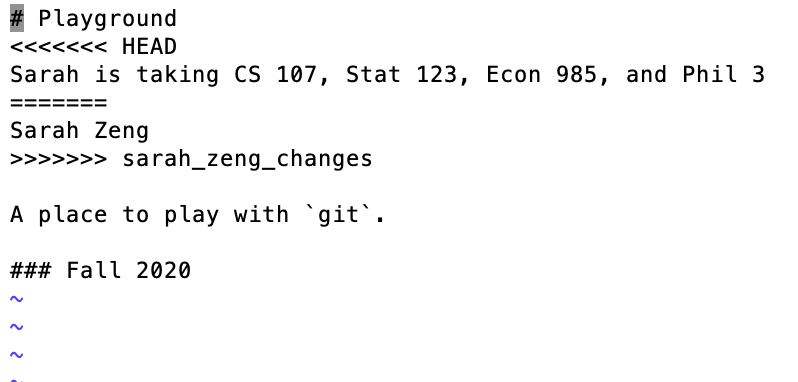 # Playground
<<<<<<< HEAD
Sarah is taking CS 107, Stat 123, Econ 985, and Phil 3
=======
Sarah Zeng
>>>>>>> sarah_zeng_changes
A place to play with `git`.
### Fall 2020
~
~
~
~